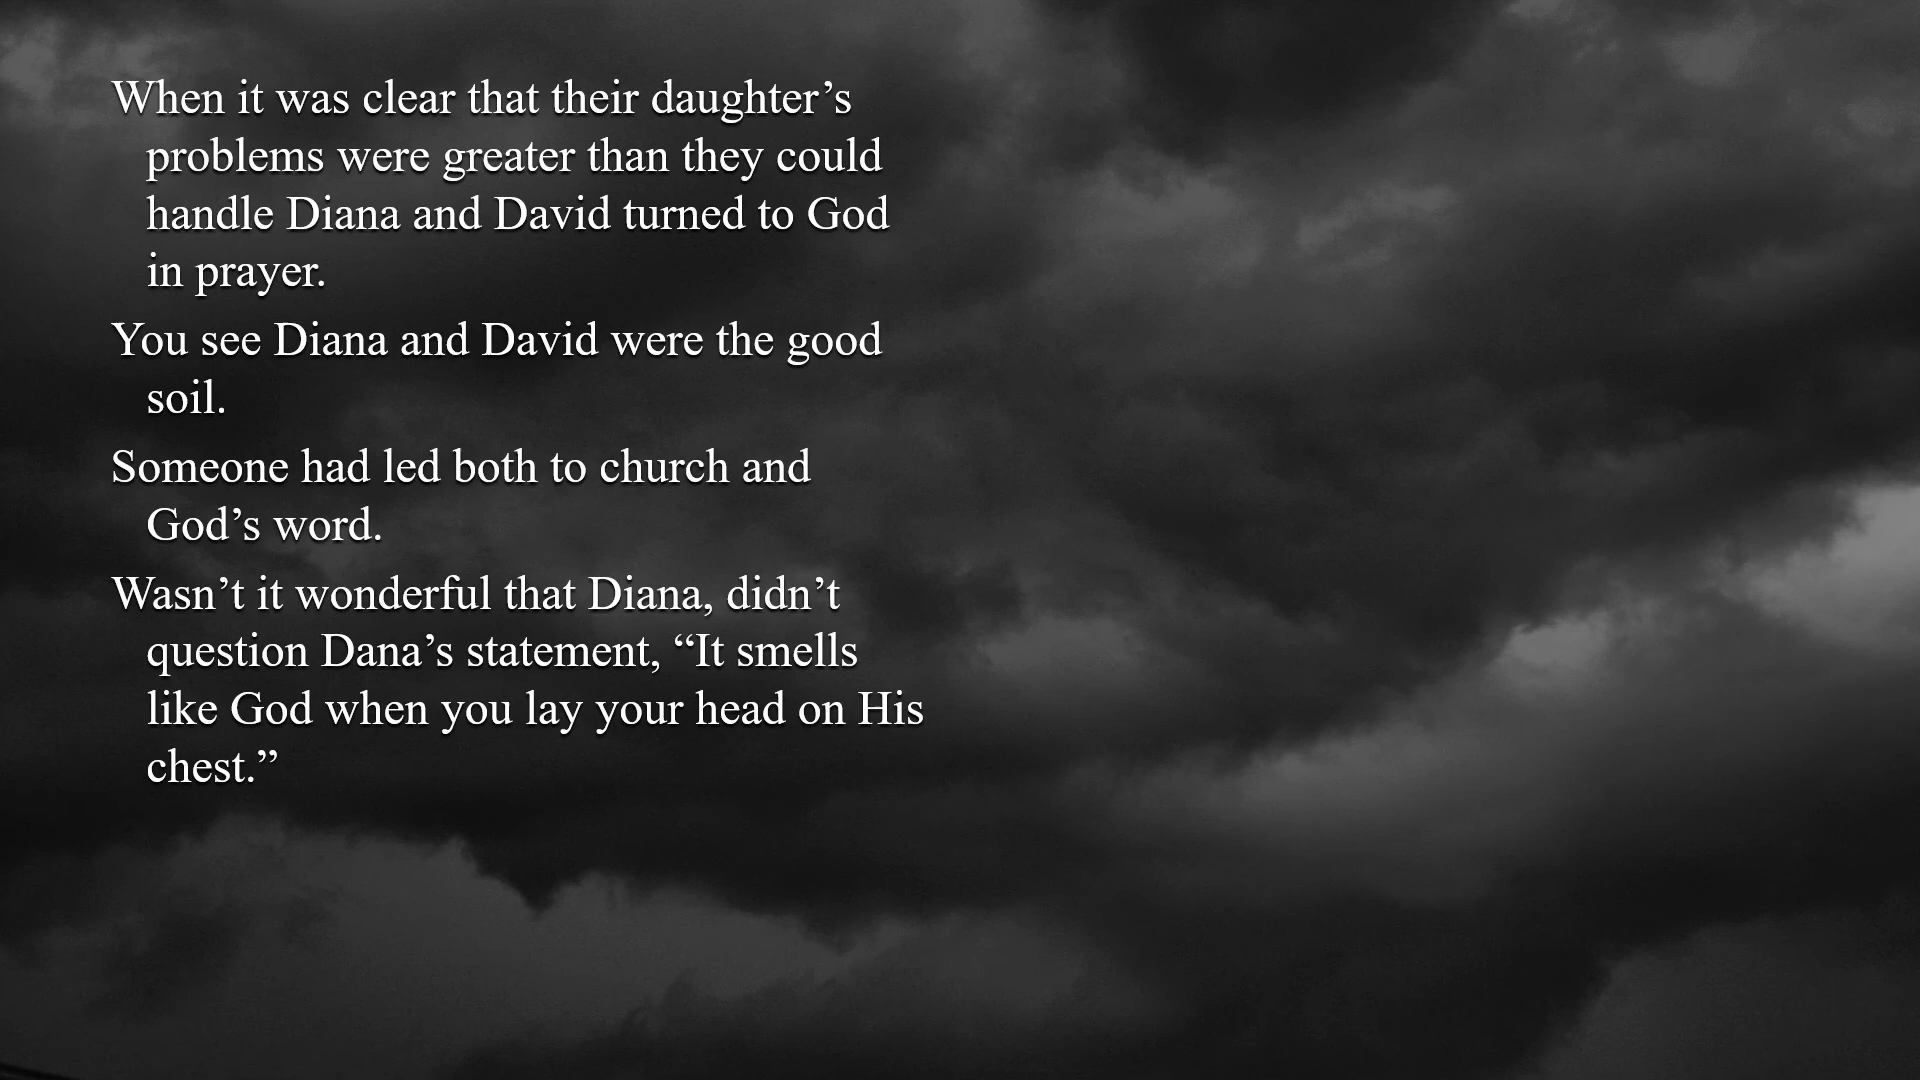 When it was clear that their daughter’s
problems were greater than they could
handle Diana and David turned to God
in prayer.
You see Diana and David were the good
soil.
Someone had led both to church and
God’s word.
Wasn’t it wonderful that Diana, didn’t
question Dana’s statement, “It smells
like God when you lay your head on His
chest.”